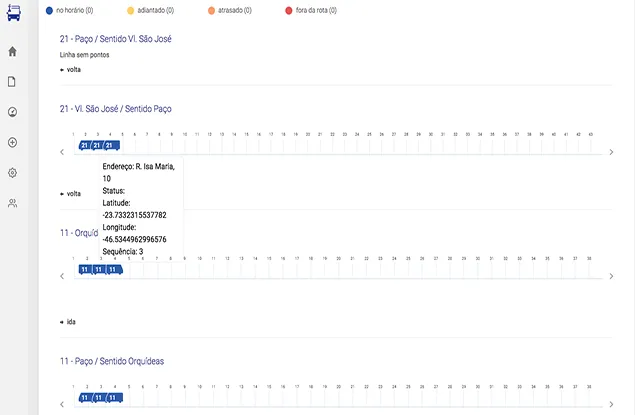 no horário (0) adiantado (0) atrasado (0) fora da rota (0)
21 - Paço / Sentido Vl. São José
Linha sem pontos
volta
21 - Vl. São José / Sentido Paço
1 2 3 4 5 6 7 8 9 10 11 12 13 14 15 16 17 18 19 20 21 22 23 24 25 26 27 28 29 30 31 32 33 34 35 36 37 38 39 40 41 42 43
21 21 21
Endereço: R. Isa Maria,
10
Status:
Latitude:
-23.7332315537782
Longitude:
-46.5344962996576
Sequência: 3
volta
11 - Orquíd
1 2 3 4 5 6 7 8 9 10 11 12 13 14 15 16 17 18 19 20 21 22 23 24 25 26 27 28 29 30 31 32 33 34 35 36 37 38
11 11 11
ida
11 - Paço / Sentido Orquídeas
1 2 3 4 5 6 7 8 9 10 11 12 13 14 15 16 17 18 19 20 21 22 23 24 25 26 27 28 29 30 31 32 33 34 35 36 37 38
11 11 11